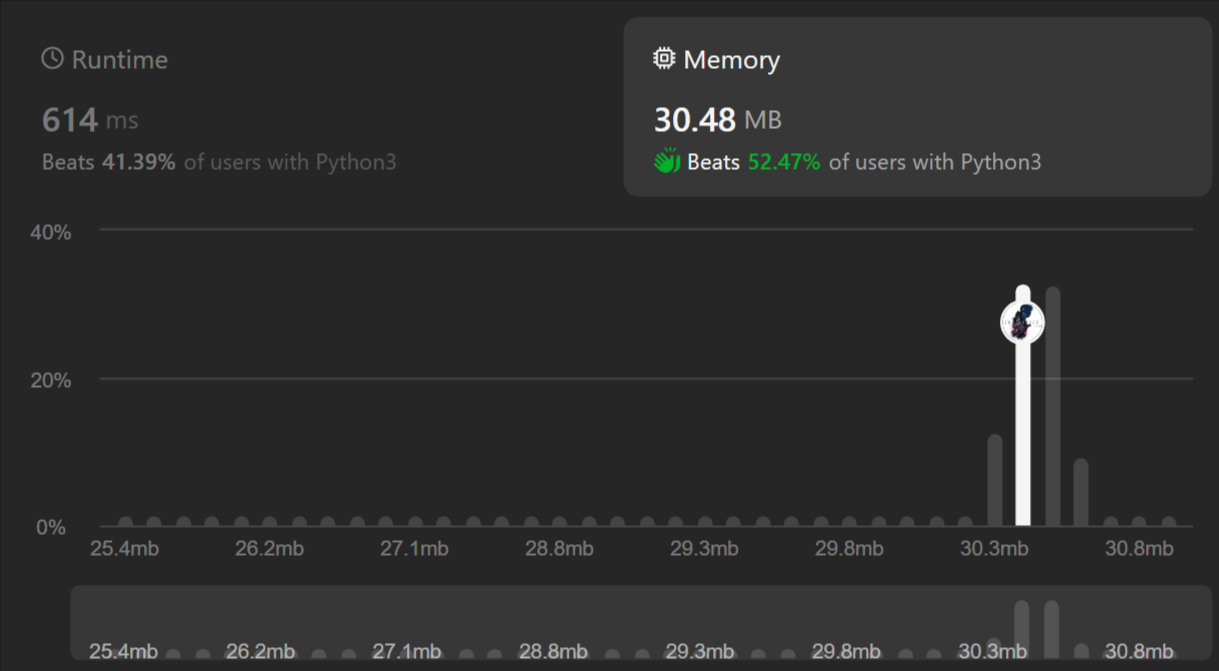 Runtime
614 ms
Beats 41.39% of users with Python3
Memory
30.48 MB
Beats 52.47% of users with Python3
40%
20%
0%
25.4mb 26.2mb 27.1mb 28.8mb 29.3mb 29.8mb 30.3mb 30.8mb
25.4mb 26.2mb 27.1mb 28.8mb 29.3mb 29.8mb 30.3mb 30.8mb